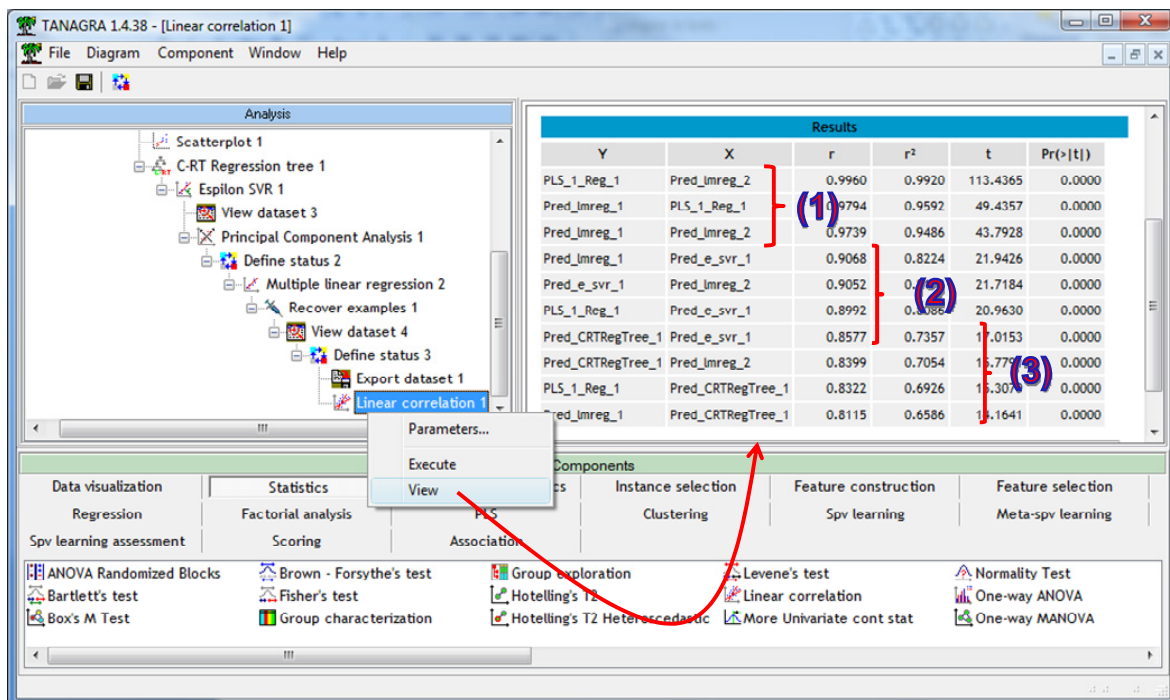 TANAGRA 1.4.38 - [Linear correlation 1]
File Diagram Component Window Help
Analysis
Scatterplot 1
C-RT Regression tree 1
Espilon SVR 1
View dataset 3
Principal Component Analysis 1
Define status 2
Multiple linear regression 2
Recover examples 1
View dataset 4
Define status 3
Export dataset 1
Linear correlation 1
Parameters...
Execute
View
Results
Y X r r² t Pr(>|t|)
PLS_1_Reg_1 Pred_lmreg_2 0.9960 0.9920 113.4365 0.0000
Pred_lmreg_1 PLS_1_Reg_1 0.9794 0.9592 49.4357 0.0000
Pred_lmreg_1 Pred_lmreg_2 0.9739 0.9486 43.7928 0.0000
Pred_lmreg_1 Pred_e_svr_1 0.9068 0.8224 21.9426 0.0000
Pred_e_svr_1 Pred_lmreg_2 0.9052 21.7184 0.0000
PLS_1_Reg_1 Pred_e_svr_1 0.8992 0.8086 20.9630 0.0000
Pred_CRTRegTree_1 Pred_e_svr_1 0.8577 0.7357 17.0153 0.0000
Pred_CRTRegTree_1 Pred_lmreg_2 0.8399 0.7054 0.0000
PLS_1_Reg_1 Pred_CRTRegTree_1 0.8322 0.6926 0.0000
Pred_lmreg_1 Pred_CRTRegTree_1 0.8115 0.6586 14.1641 0.0000
(1)
(2)
(3)
Components
Data visualization Statistics Instance selection Feature construction Feature selection
Regression Factorial analysis PLS Clustering Spv learning Meta-spv learning
Spv learning assessment Scoring Association
ANOVA Randomized Blocks Brown - Forsythe's test Group exploration Levene's test Normality Test
Bartlett's test Fisher's test Hotelling's T2 Linear correlation One-way ANOVA
Box's M Test Group characterization Hotelling's T2 Heteroscedastic More Univariate cont stat One-way MANOVA